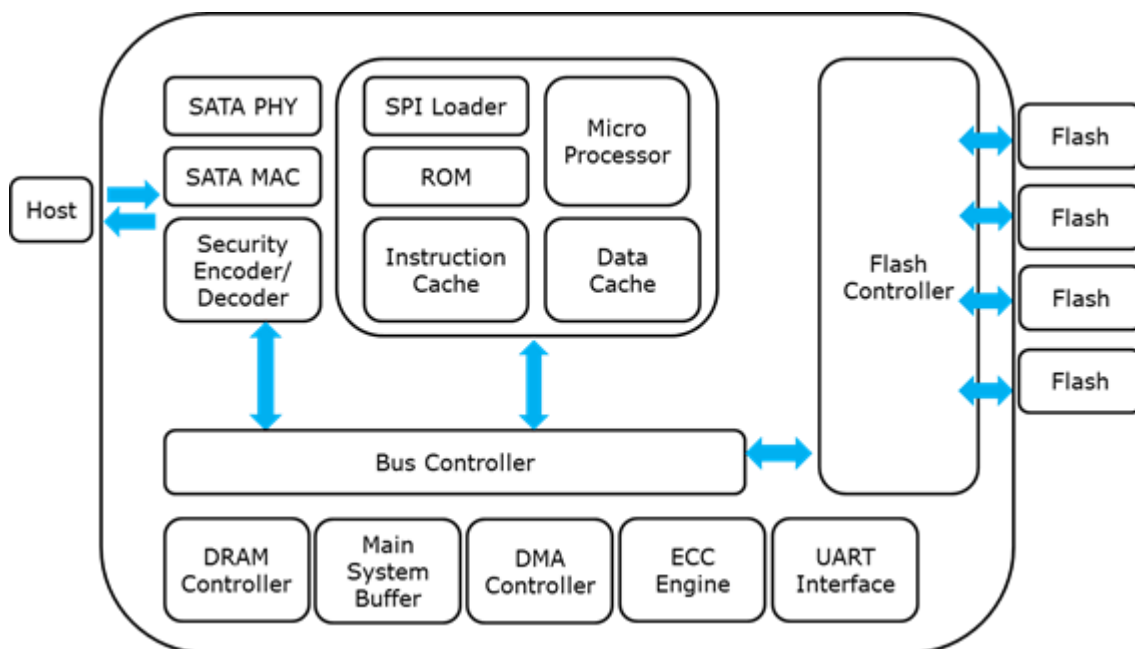 SATA PHY
SPI Loader
Micro
Processor
Flash
SATA MAC
ROM
Host
Flash
Security
Encoder/
Decoder
Instruction
Cache
Data
Cache
Flash
Controller
Flash
Flash
Bus Controller
DRAM
Controller
Main
System
Buffer
DMA
Controller
ECC
Engine
UART
Interface